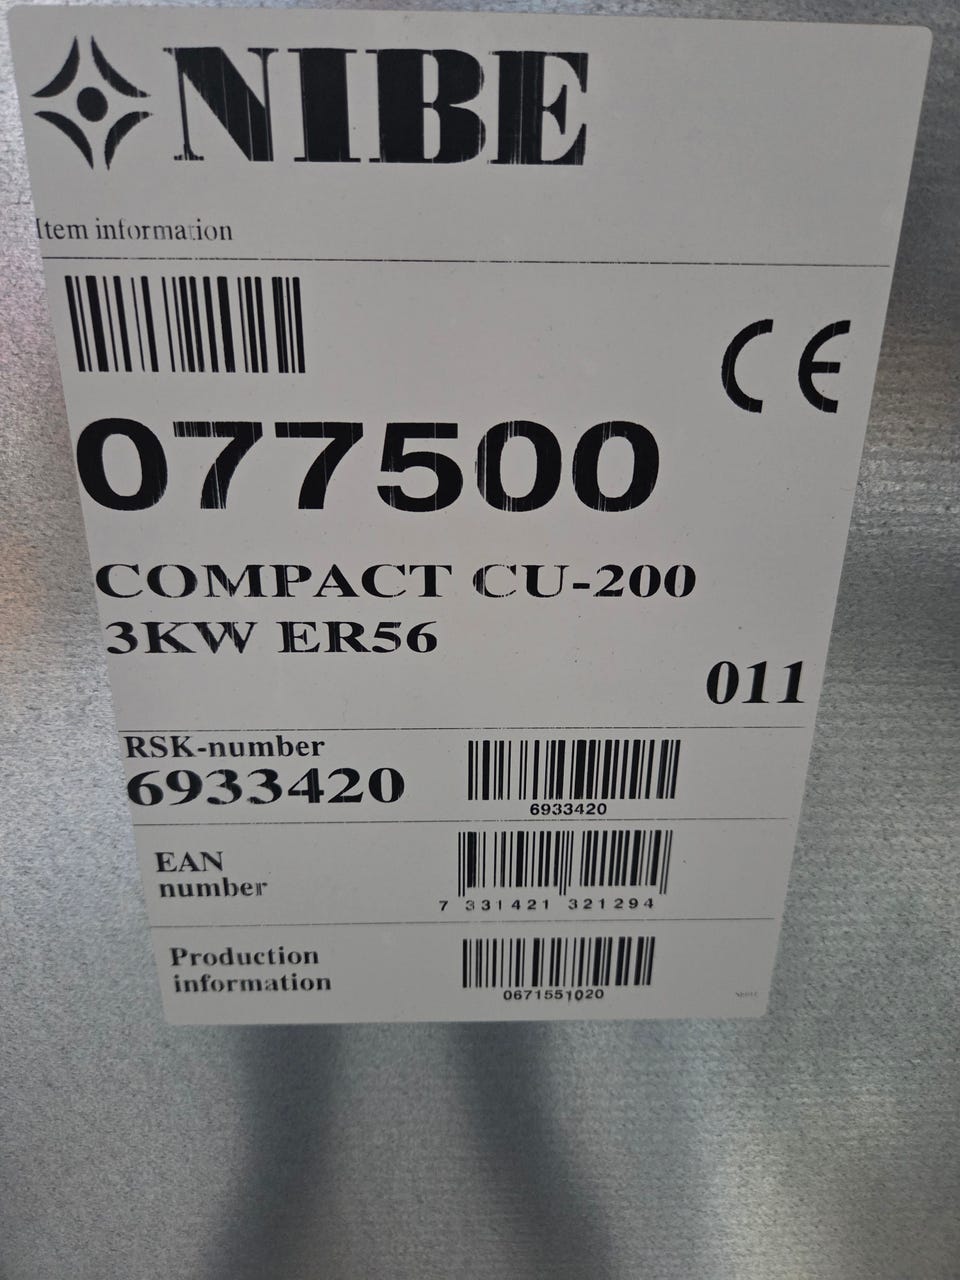 NIBE
Item information
CE
077500
COMPACT CU-200
3KW ER56
011
RSK-number
6933420
6933420
EAN
number
7 331421 321294
Production
information
0671551020